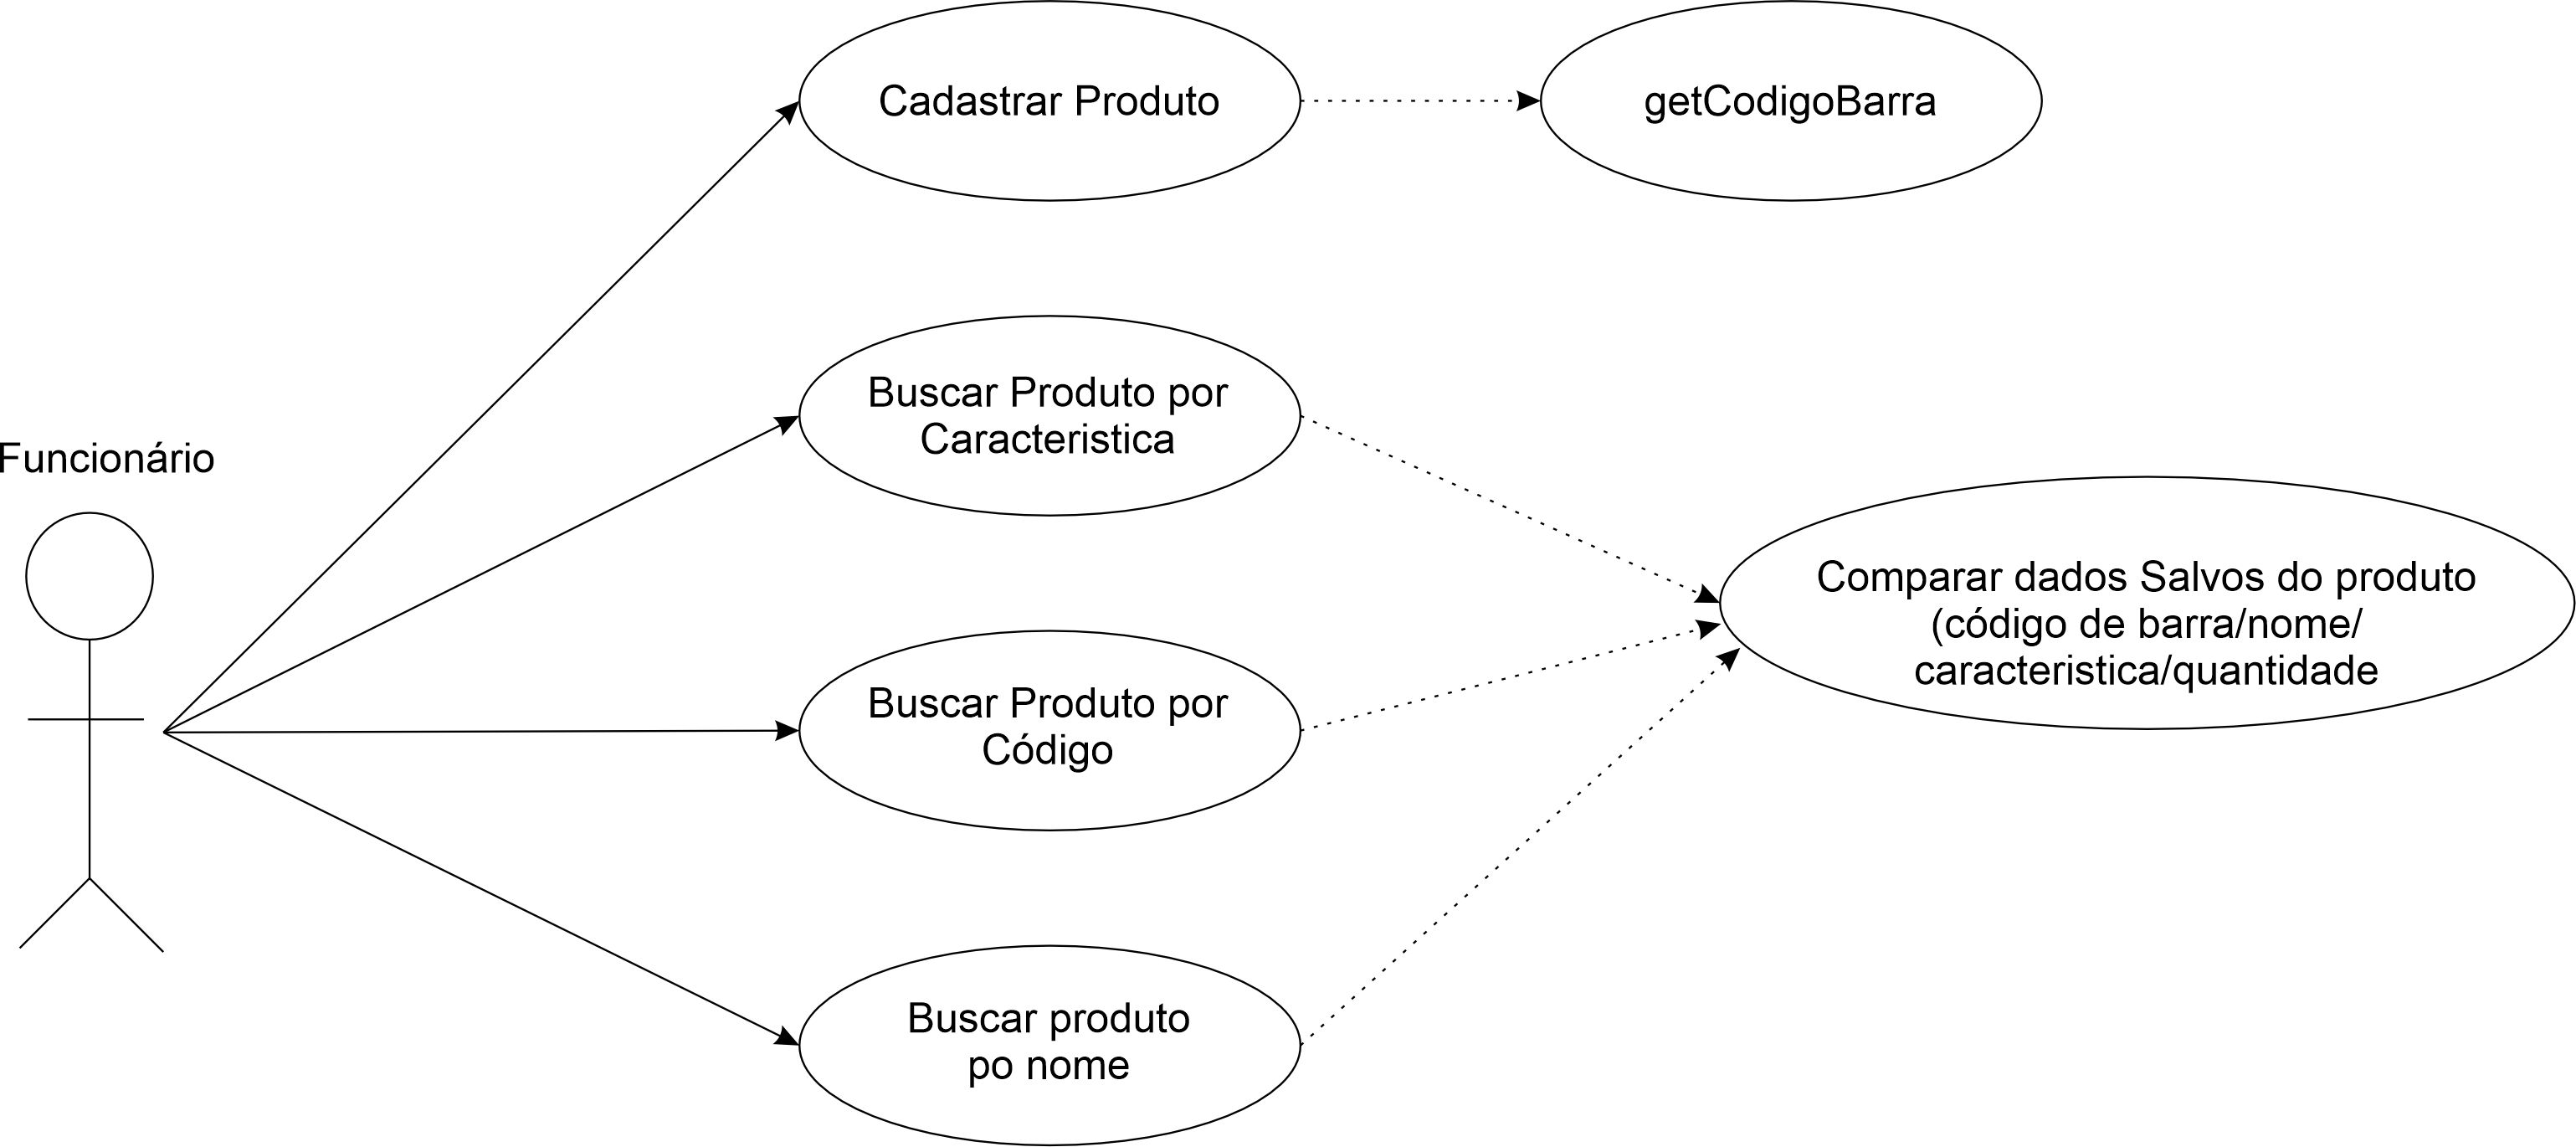 Cadastrar Produto
getCodigoBarra
Buscar Produto por
Caracteristica
Funcionário
Comparar dados Salvos do produto
(código de barra/nome/
caracteristica/quantidade
Buscar Produto por
Código
Buscar produto
po nome